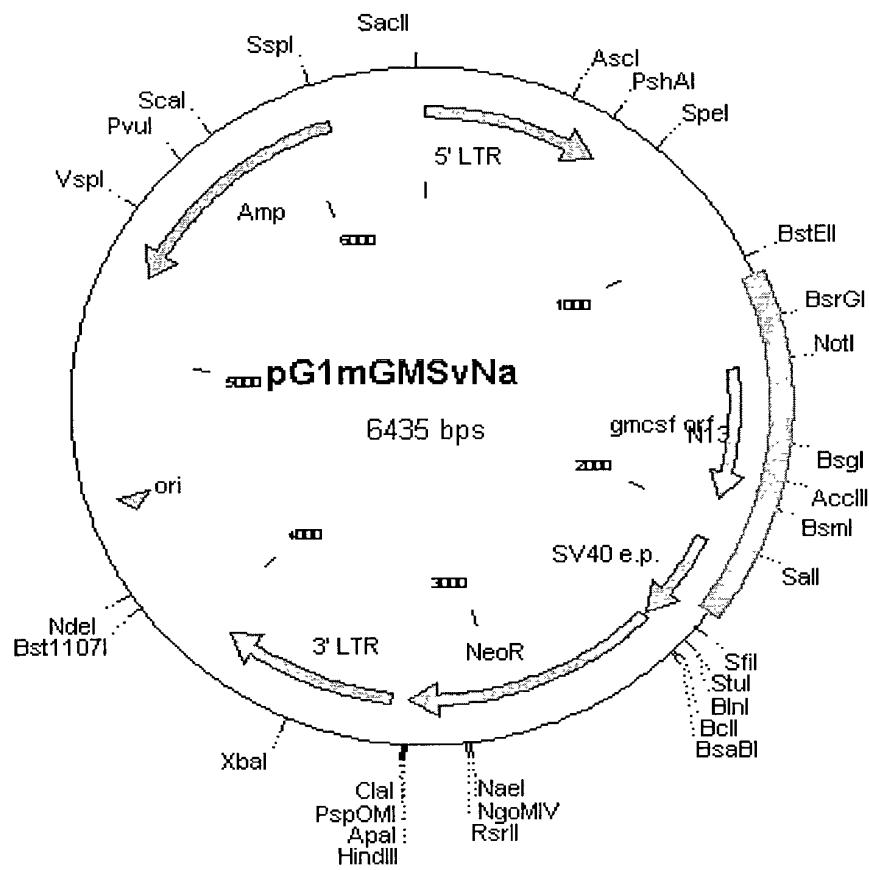 SacII
SspI
AscI
PshAI
ScaI
SpeI
PvuI
5' LTR
VspI
Amp
BstEII
6000
BsrGI
1000
NotI
pG1mGMSvNa
5000
6435 bps
gmcsf orf
N13
BsgI
2000
AccIII
ori
BsmI
4000
SV40 e.p.
SalI
3000
NdeI
3' LTR
NeoR
Bst1107I
SfiI
StuI
BlnI
BclI
BsaBI
XbaI
ClaI
NaeI
PspOMI
NgoMIV
ApaI
RsrII
HindIII